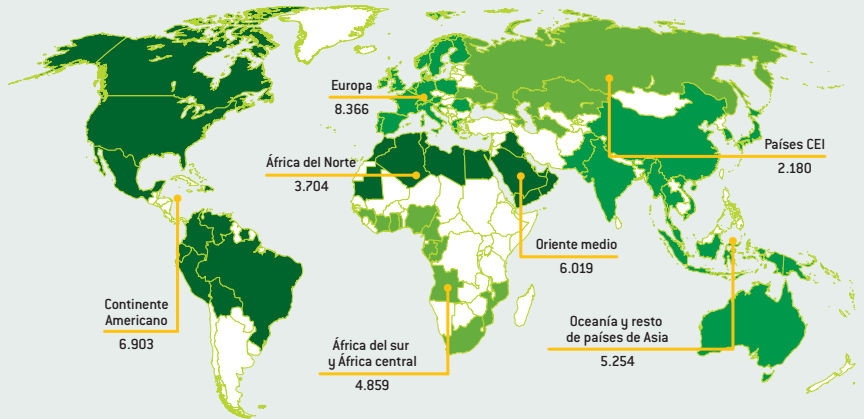 Europa
8.366
Países CEI
2.180
África del Norte
3.704
Oriente medio
6.019
Continente
Americano
6.903
África del sur
y África central
4.859
Oceanía y resto
de países de Asia
5.254